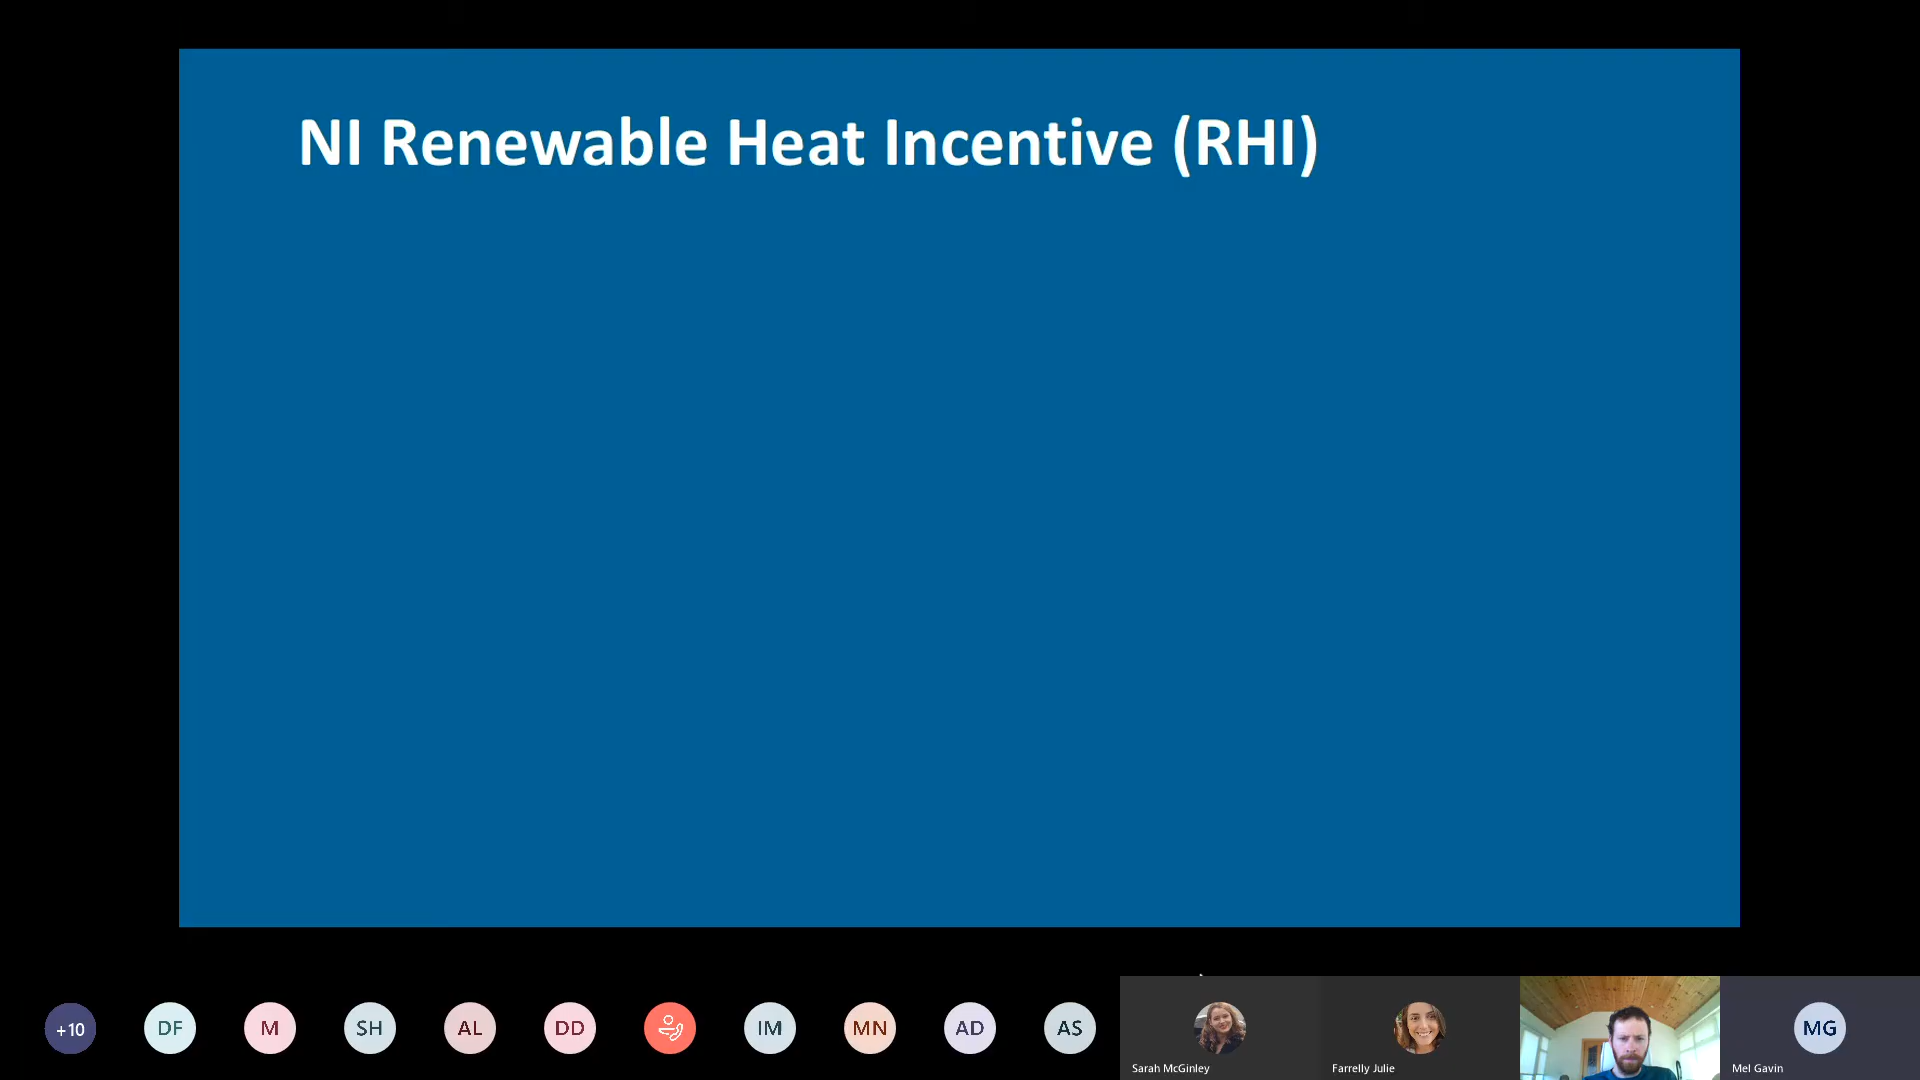 NI Renewable Heat Incentive (RHI)
+10
DF
M
SH
AL
DD
IM
MN
AD
AS
MG
Sarah McGinley
Farrelly Julie
Mel Gavin